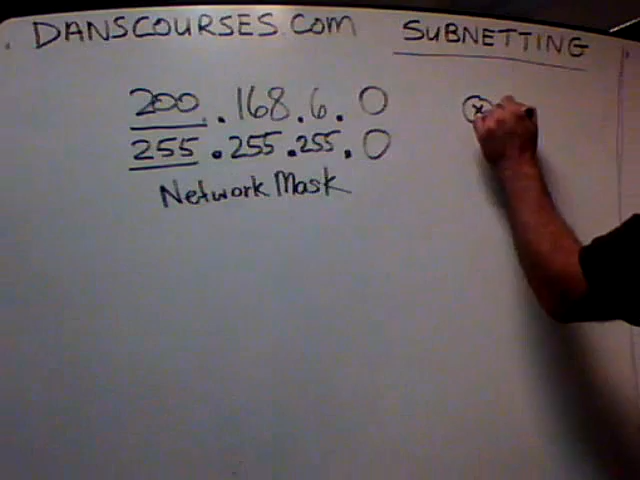 DANSCOURSES.COM SUBNETTING
200.168.6.0
255.255.255.0
Network Mask
x